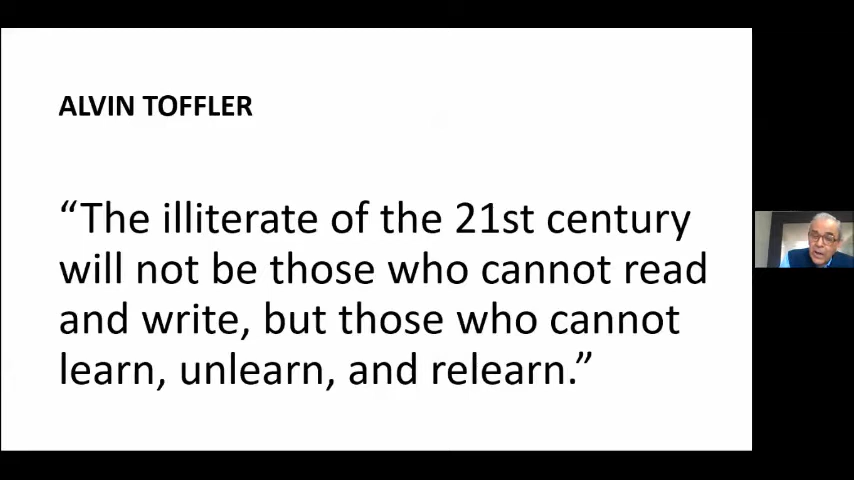 ALVIN TOFFLER
“The illiterate of the 21st century
will not be those who cannot read
and write, but those who cannot
learn, unlearn, and relearn.”